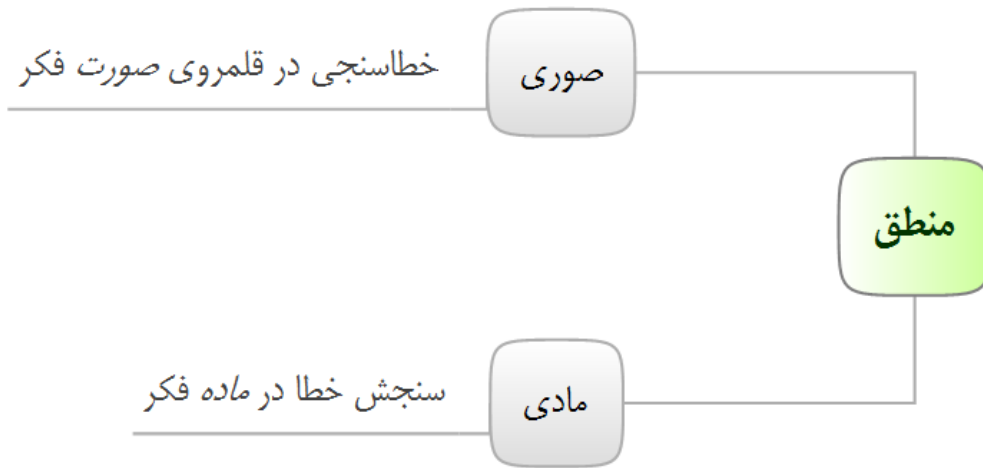 منطق
صوری
خطاسنجی در قلمروی صورت فکر
مادی
سنجش خطا در ماده فکر